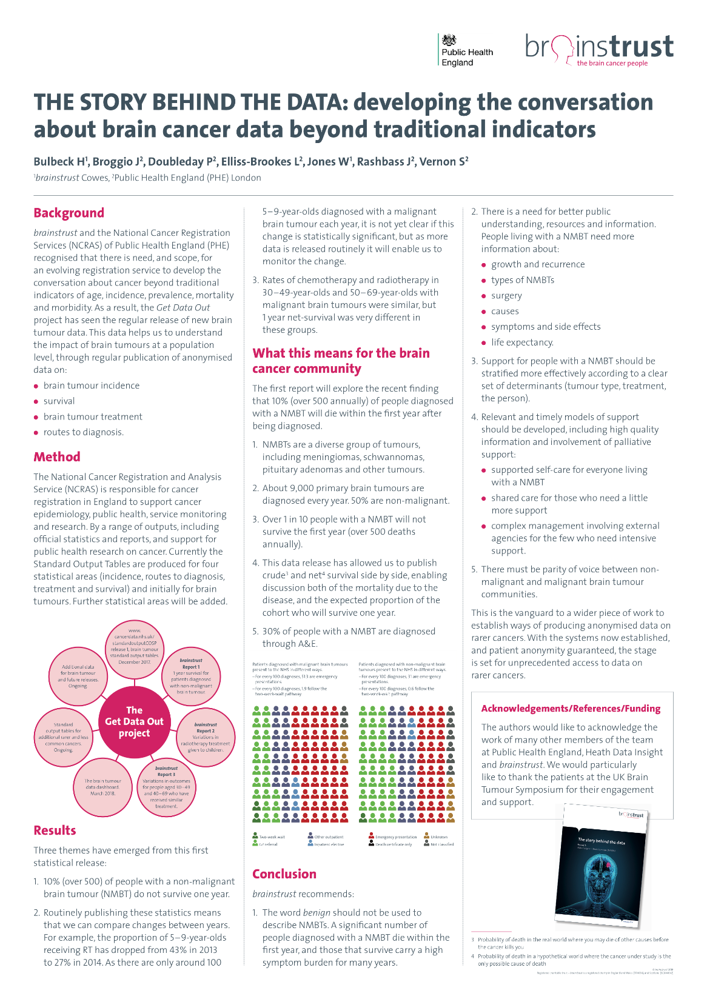 Public Health
England
brainstrust
the brain cancer people
THE STORY BEHIND THE DATA: developing the conversation
about brain cancer data beyond traditional indicators
Bulbeck H¹, Broggio J², Doubleday P², Elliss-Brookes L², Jones W¹, Rashbass J², Vernon S²
¹brainstrust Cowes, ²Public Health England (PHE) London
Background
brainstrust and the National Cancer Registration
Services (NCRAS) of Public Health England (PHE)
recognised that there is need, and scope, for
an evolving registration service to develop the
conversation about cancer beyond traditional
indicators of age, incidence, prevalence, mortality
and morbidity. As a result, the Get Data Out
project has seen the regular release of new brain
tumour data. This data helps us to understand
the impact of brain tumours at a population
level, through regular publication of anonymised
data on:
• brain tumour incidence
• survival
• brain tumour treatment
• routes to diagnosis.
Method
The National Cancer Registration and Analysis
Service (NCRAS) is responsible for cancer
registration in England to support cancer
epidemiology, public health, service monitoring
and research. By a range of outputs, including
official statistics and reports, and support for
public health research on cancer. Currently the
Standard Output Tables are produced for four
statistical areas (incidence, routes to diagnosis,
treatment and survival) and initially for brain
tumours. Further statistical areas will be added.
www.
cancerdata.nhs.uk/
standardoutputCOSP
release 1, brain tumour
standard output tables.
December 2017.
brainstrust
Report 1
1 year survival for
patients diagnosed
with non-malignant
brain tumour.
brainstrust
Report 2
Variations in
radiotherapy treatment
given to children.
brainstrust
Report 3
Variations in outcomes
for people aged 30–49
and 40–69 who have
received similar
treatment.
The brain tumour
data dashboard.
March 2018.
Standard
output tables for
additional rarer and less
common cancers.
Ongoing.
Additional data
for brain tumour
and future releases.
Ongoing.
The
Get Data Out
project
Results
Three themes have emerged from this first
statistical release:
1. 10% (over 500) of people with a non-malignant
brain tumour (NMBT) do not survive one year.
2. Routinely publishing these statistics means
that we can compare changes between years.
For example, the proportion of 5–9-year-olds
receiving RT has dropped from 43% in 2013
to 27% in 2014. As there are only around 100
5–9-year-olds diagnosed with a malignant
brain tumour each year, it is not yet clear if this
change is statistically significant, but as more
data is released routinely it will enable us to
monitor the change.
3. Rates of chemotherapy and radiotherapy in
30–49-year-olds and 50–69-year-olds with
malignant brain tumours were similar, but
1 year net-survival was very different in
these groups.
What this means for the brain
cancer community
The first report will explore the recent finding
that 10% (over 500 annually) of people diagnosed
with a NMBT will die within the first year after
being diagnosed.
1. NMBTs are a diverse group of tumours,
including meningiomas, schwannomas,
pituitary adenomas and other tumours.
2. About 9,000 primary brain tumours are
diagnosed every year. 50% are non-malignant.
3. Over 1 in 10 people with a NMBT will not
survive the first year (over 500 deaths
annually).
4. This data release has allowed us to publish
crude³ and net⁴ survival side by side, enabling
discussion both of the mortality due to the
disease, and the expected proportion of the
cohort who will survive one year.
5. 30% of people with a NMBT are diagnosed
through A&E.
Patients diagnosed with malignant brain tumours
present to the NHS in different ways.
– For every 100 diagnoses, 51.3 are emergency
presentations.
– For every 100 diagnoses, 1.9 follow the
two-week-wait pathway
Patients diagnosed with non-malignant brain
tumours present to the NHS in different ways.
– For every 100 diagnoses, 31 are emergency
presentations.
– For every 100 diagnoses, 0.6 follow the
two-week-wait pathway
Two-week wait
GP referral
Other outpatient
Inpatient elective
Emergency presentation
Death certificate only
Unknown
Not classified
Conclusion
brainstrust recommends:
1. The word benign should not be used to
describe NMBTs. A significant number of
people diagnosed with a NMBT die within the
first year, and those that survive carry a high
symptom burden for many years.
2. There is a need for better public
understanding, resources and information.
People living with a NMBT need more
information about:
• growth and recurrence
• types of NMBTs
• surgery
• causes
• symptoms and side effects
• life expectancy.
3. Support for people with a NMBT should be
stratified more effectively according to a clear
set of determinants (tumour type, treatment,
the person).
4. Relevant and timely models of support
should be developed, including high quality
information and involvement of palliative
support:
• supported self-care for everyone living
with a NMBT
• shared care for those who need a little
more support
• complex management involving external
agencies for the few who need intensive
support.
5. There must be parity of voice between non-
malignant and malignant brain tumour
communities.
This is the vanguard to a wider piece of work to
establish ways of producing anonymised data on
rarer cancers. With the systems now established,
and patient anonymity guaranteed, the stage
is set for unprecedented access to data on
rarer cancers.
Acknowledgements/References/Funding
The authors would like to acknowledge the
work of many other members of the team
at Public Health England, Heath Data Insight
and brainstrust. We would particularly
like to thank the patients at the UK Brain
Tumour Symposium for their engagement
and support.
brainstrust
The story behind the data
3 Probability of death in the real world where you may die of other causes before
the cancer kills you
4 Probability of death in a hypothetical world where the cancer under study is the
only possible cause of death
© brainstrust 2018